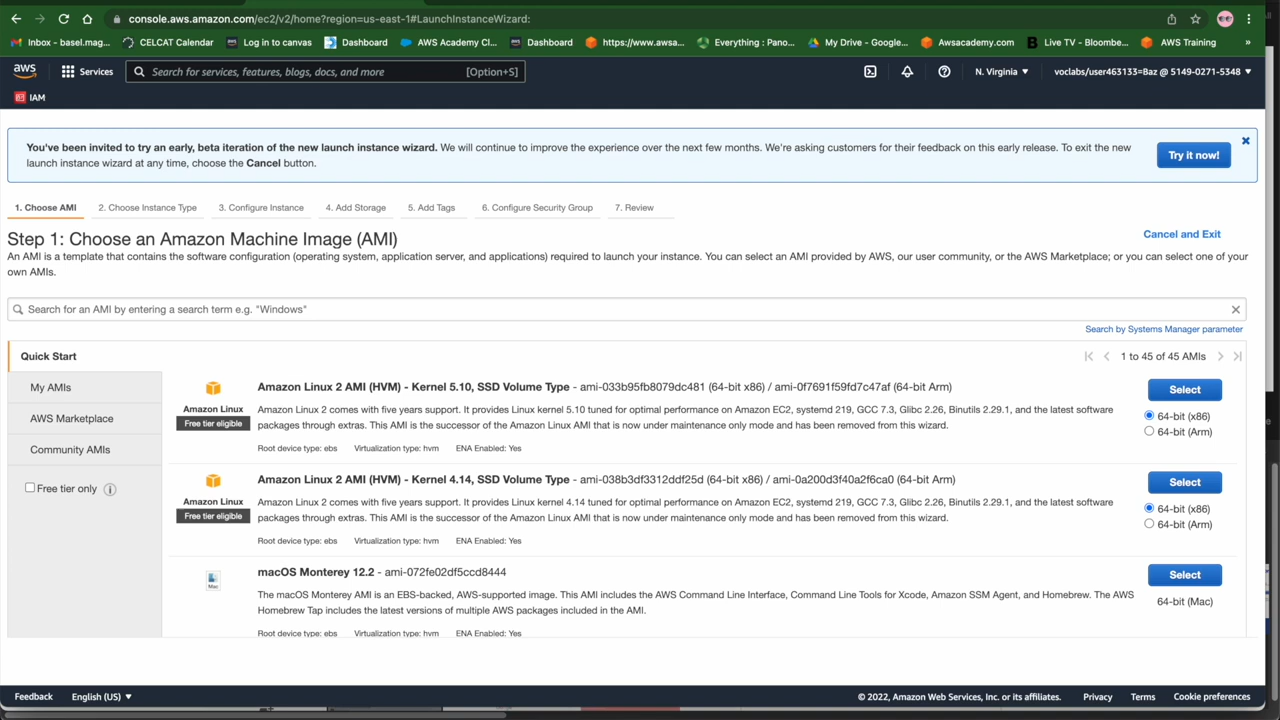 console.aws.amazon.com/ec2/v2/home?region=us-east-1#LaunchInstanceWizard:
Inbox - basel.mag... CELCAT Calendar Log in to canvas Dashboard AWS Academy Cl... Dashboard https://www.awsa... Everything : Pano... My Drive - Google... Awsacademy.com Live TV - Bloombe... AWS Training »
aws Services Search for services, features, blogs, docs, and more [Option+S] N. Virginia ▼ voclabs/user463133=Baz @ 5149-0271-5348 ▼
IAM
You've been invited to try an early, beta iteration of the new launch instance wizard. We will continue to improve the experience over the next few months. We're asking customers for their feedback on this early release. To exit the new
launch instance wizard at any time, choose the Cancel button.
Try it now!
1. Choose AMI 2. Choose Instance Type 3. Configure Instance 4. Add Storage 5. Add Tags 6. Configure Security Group 7. Review
Step 1: Choose an Amazon Machine Image (AMI)
Cancel and Exit
An AMI is a template that contains the software configuration (operating system, application server, and applications) required to launch your instance. You can select an AMI provided by AWS, our user community, or the AWS Marketplace; or you can select one of your
own AMIs.
Search for an AMI by entering a search term e.g. "Windows"
Search by Systems Manager parameter
Quick Start
1 to 45 of 45 AMIs
My AMIs
AWS Marketplace
Community AMIs
Free tier only
Amazon Linux
Free tier eligible
Amazon Linux 2 AMI (HVM) - Kernel 5.10, SSD Volume Type - ami-033b95fb8079dc481 (64-bit x86) / ami-0f7691f59fd7c47af (64-bit Arm)
Amazon Linux 2 comes with five years support. It provides Linux kernel 5.10 tuned for optimal performance on Amazon EC2, systemd 219, GCC 7.3, Glibc 2.26, Binutils 2.29.1, and the latest software
packages through extras. This AMI is the successor of the Amazon Linux AMI that is now under maintenance only mode and has been removed from this wizard.
Root device type: ebs Virtualization type: hvm ENA Enabled: Yes
Select
64-bit (x86)
64-bit (Arm)
Amazon Linux
Free tier eligible
Amazon Linux 2 AMI (HVM) - Kernel 4.14, SSD Volume Type - ami-038b3df3312ddf25d (64-bit x86) / ami-0a200d3f40a2f6ca0 (64-bit Arm)
Amazon Linux 2 comes with five years support. It provides Linux kernel 4.14 tuned for optimal performance on Amazon EC2, systemd 219, GCC 7.3, Glibc 2.26, Binutils 2.29.1, and the latest software
packages through extras. This AMI is the successor of the Amazon Linux AMI that is now under maintenance only mode and has been removed from this wizard.
Root device type: ebs Virtualization type: hvm ENA Enabled: Yes
Select
64-bit (x86)
64-bit (Arm)
Mac
macOS Monterey 12.2 - ami-072fe02df5ccd8444
The macOS Monterey AMI is an EBS-backed, AWS-supported image. This AMI includes the AWS Command Line Interface, Command Line Tools for Xcode, Amazon SSM Agent, and Homebrew. The AWS
Homebrew Tap includes the latest versions of multiple AWS packages included in the AMI.
Root device type: ebs Virtualization type: hvm ENA Enabled: Yes
Select
64-bit (Mac)
Feedback English (US) ▼ © 2022, Amazon Web Services, Inc. or its affiliates. Privacy Terms Cookie preferences